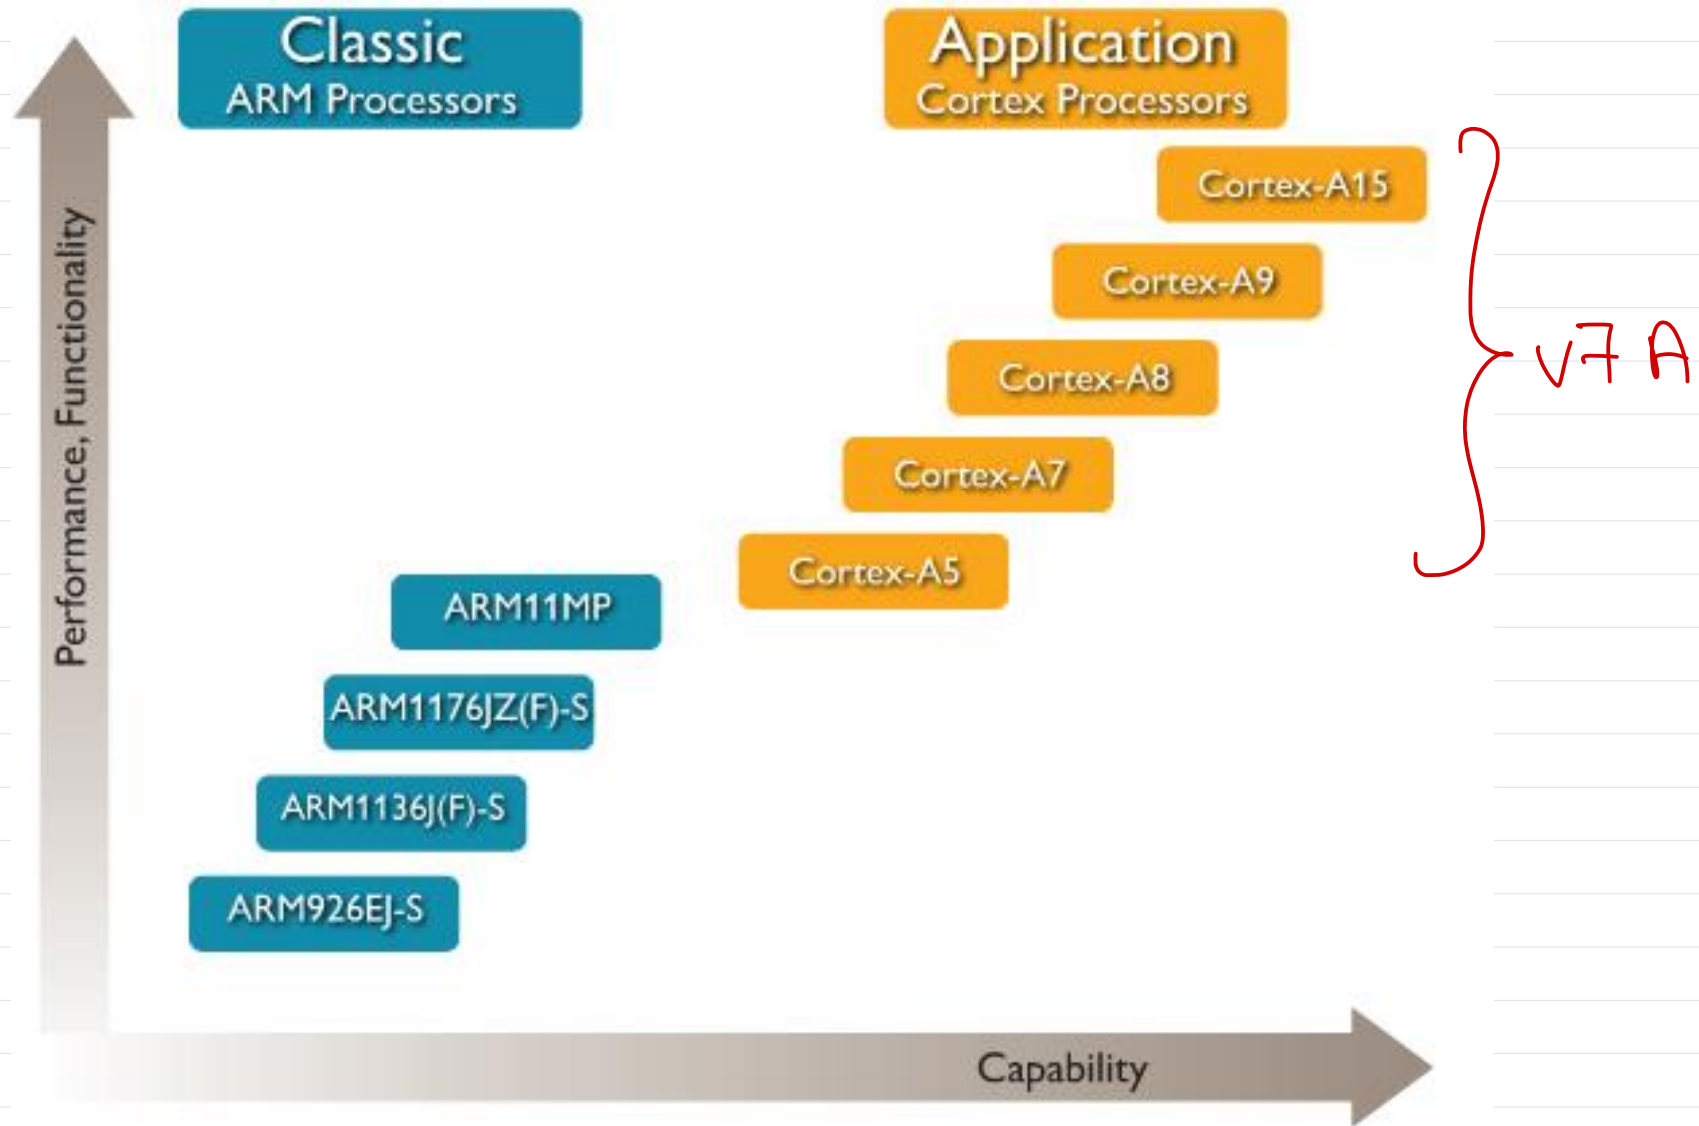 Classic
ARM Processors
Application
Cortex Processors
Cortex-A15
Cortex-A9
v7A
Cortex-A8
Cortex-A7
Cortex-A5
ARM11MP
ARM1176JZ(F)-S
ARM1136J(F)-S
ARM926EJ-S
Performance, Functionality
Capability